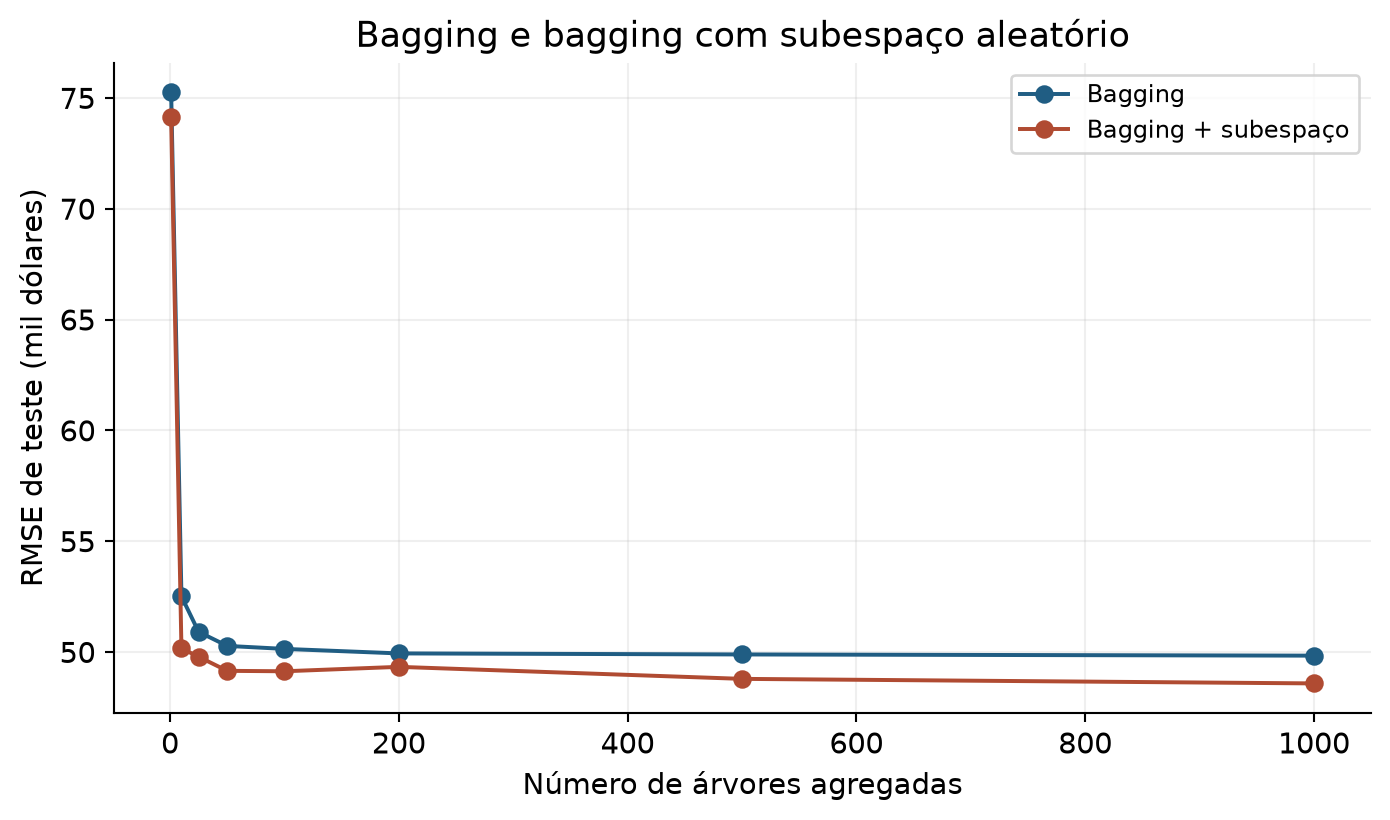 Bagging e bagging com subespaço aleatório
Bagging
Bagging + subespaço
RMSE de teste (mil dólares)
75
70
65
60
55
50
0 200 400 600 800 1000
Número de árvores agregadas